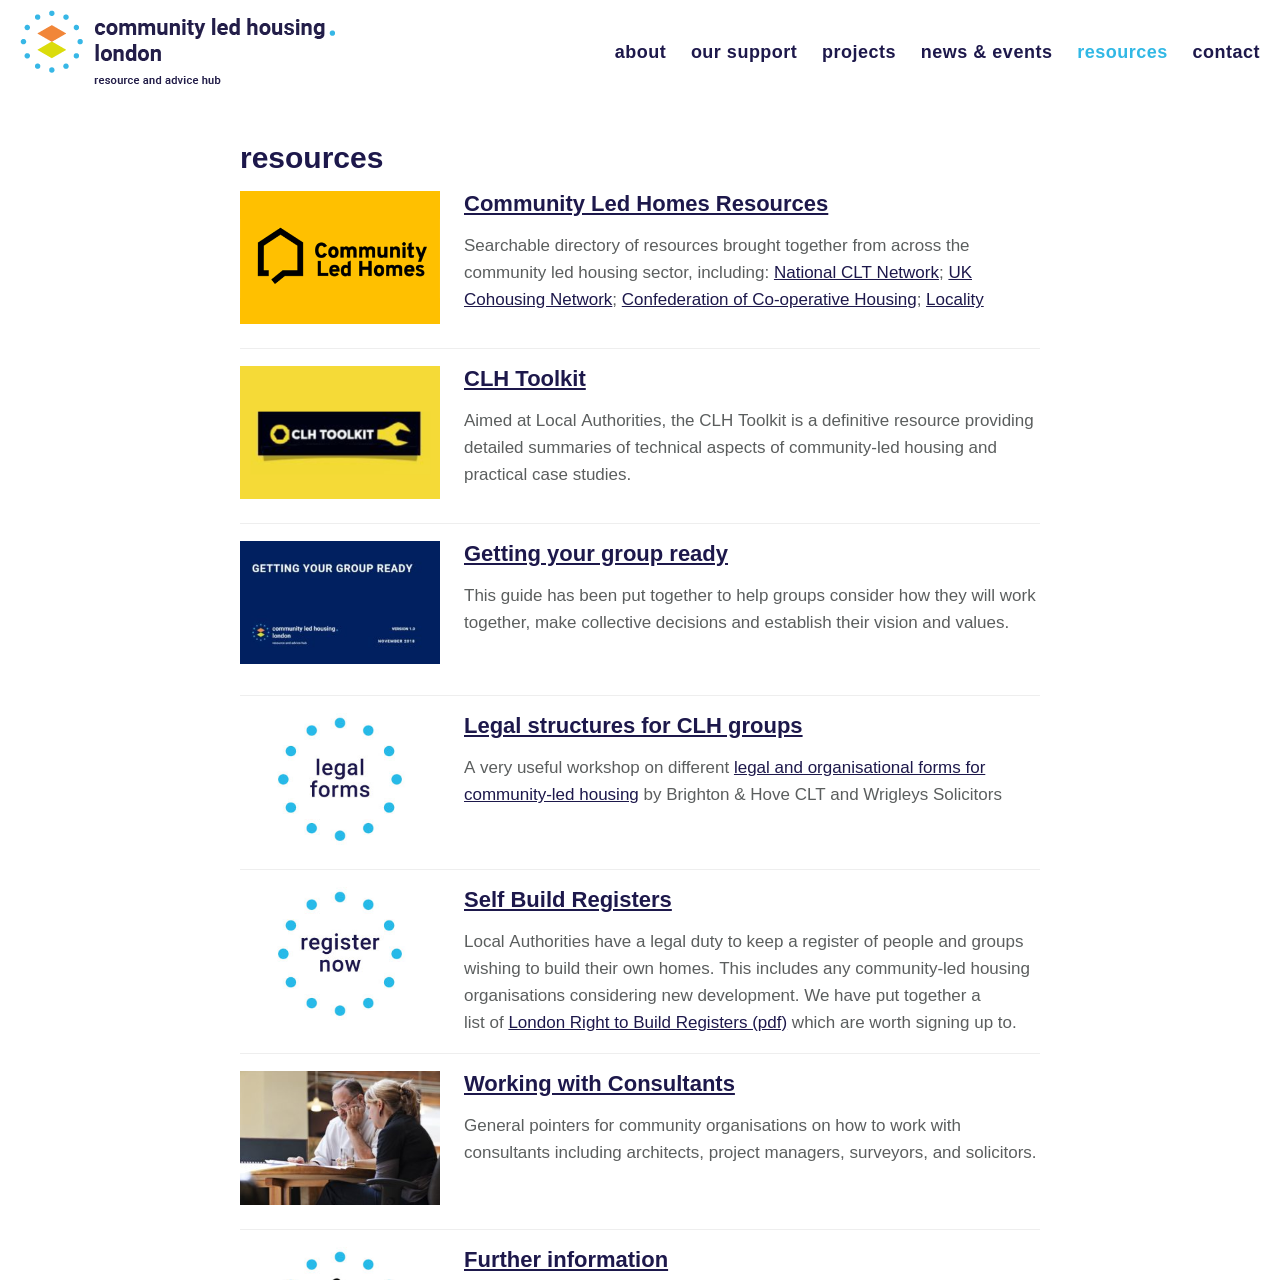 community led housing.
london
resource and advice hub
about our support projects news & events resources contact
resources
Community
Led Homes
Community Led Homes Resources
Searchable directory of resources brought together from across the
community led housing sector, including: National CLT Network; UK
Cohousing Network; Confederation of Co-operative Housing; Locality
CLH TOOLKIT
CLH Toolkit
Aimed at Local Authorities, the CLH Toolkit is a definitive resource providing
detailed summaries of technical aspects of community-led housing and
practical case studies.
GETTING YOUR GROUP READY
community led housing.
london
resource and advice hub
VERSION 1.0
NOVEMBER 2018
Getting your group ready
This guide has been put together to help groups consider how they will work
together, make collective decisions and establish their vision and values.
legal
forms
Legal structures for CLH groups
A very useful workshop on different legal and organisational forms for
community-led housing by Brighton & Hove CLT and Wrigleys Solicitors
register
now
Self Build Registers
Local Authorities have a legal duty to keep a register of people and groups
wishing to build their own homes. This includes any community-led housing
organisations considering new development. We have put together a
list of London Right to Build Registers (pdf) which are worth signing up to.
Working with Consultants
General pointers for community organisations on how to work with
consultants including architects, project managers, surveyors, and solicitors.
Further information